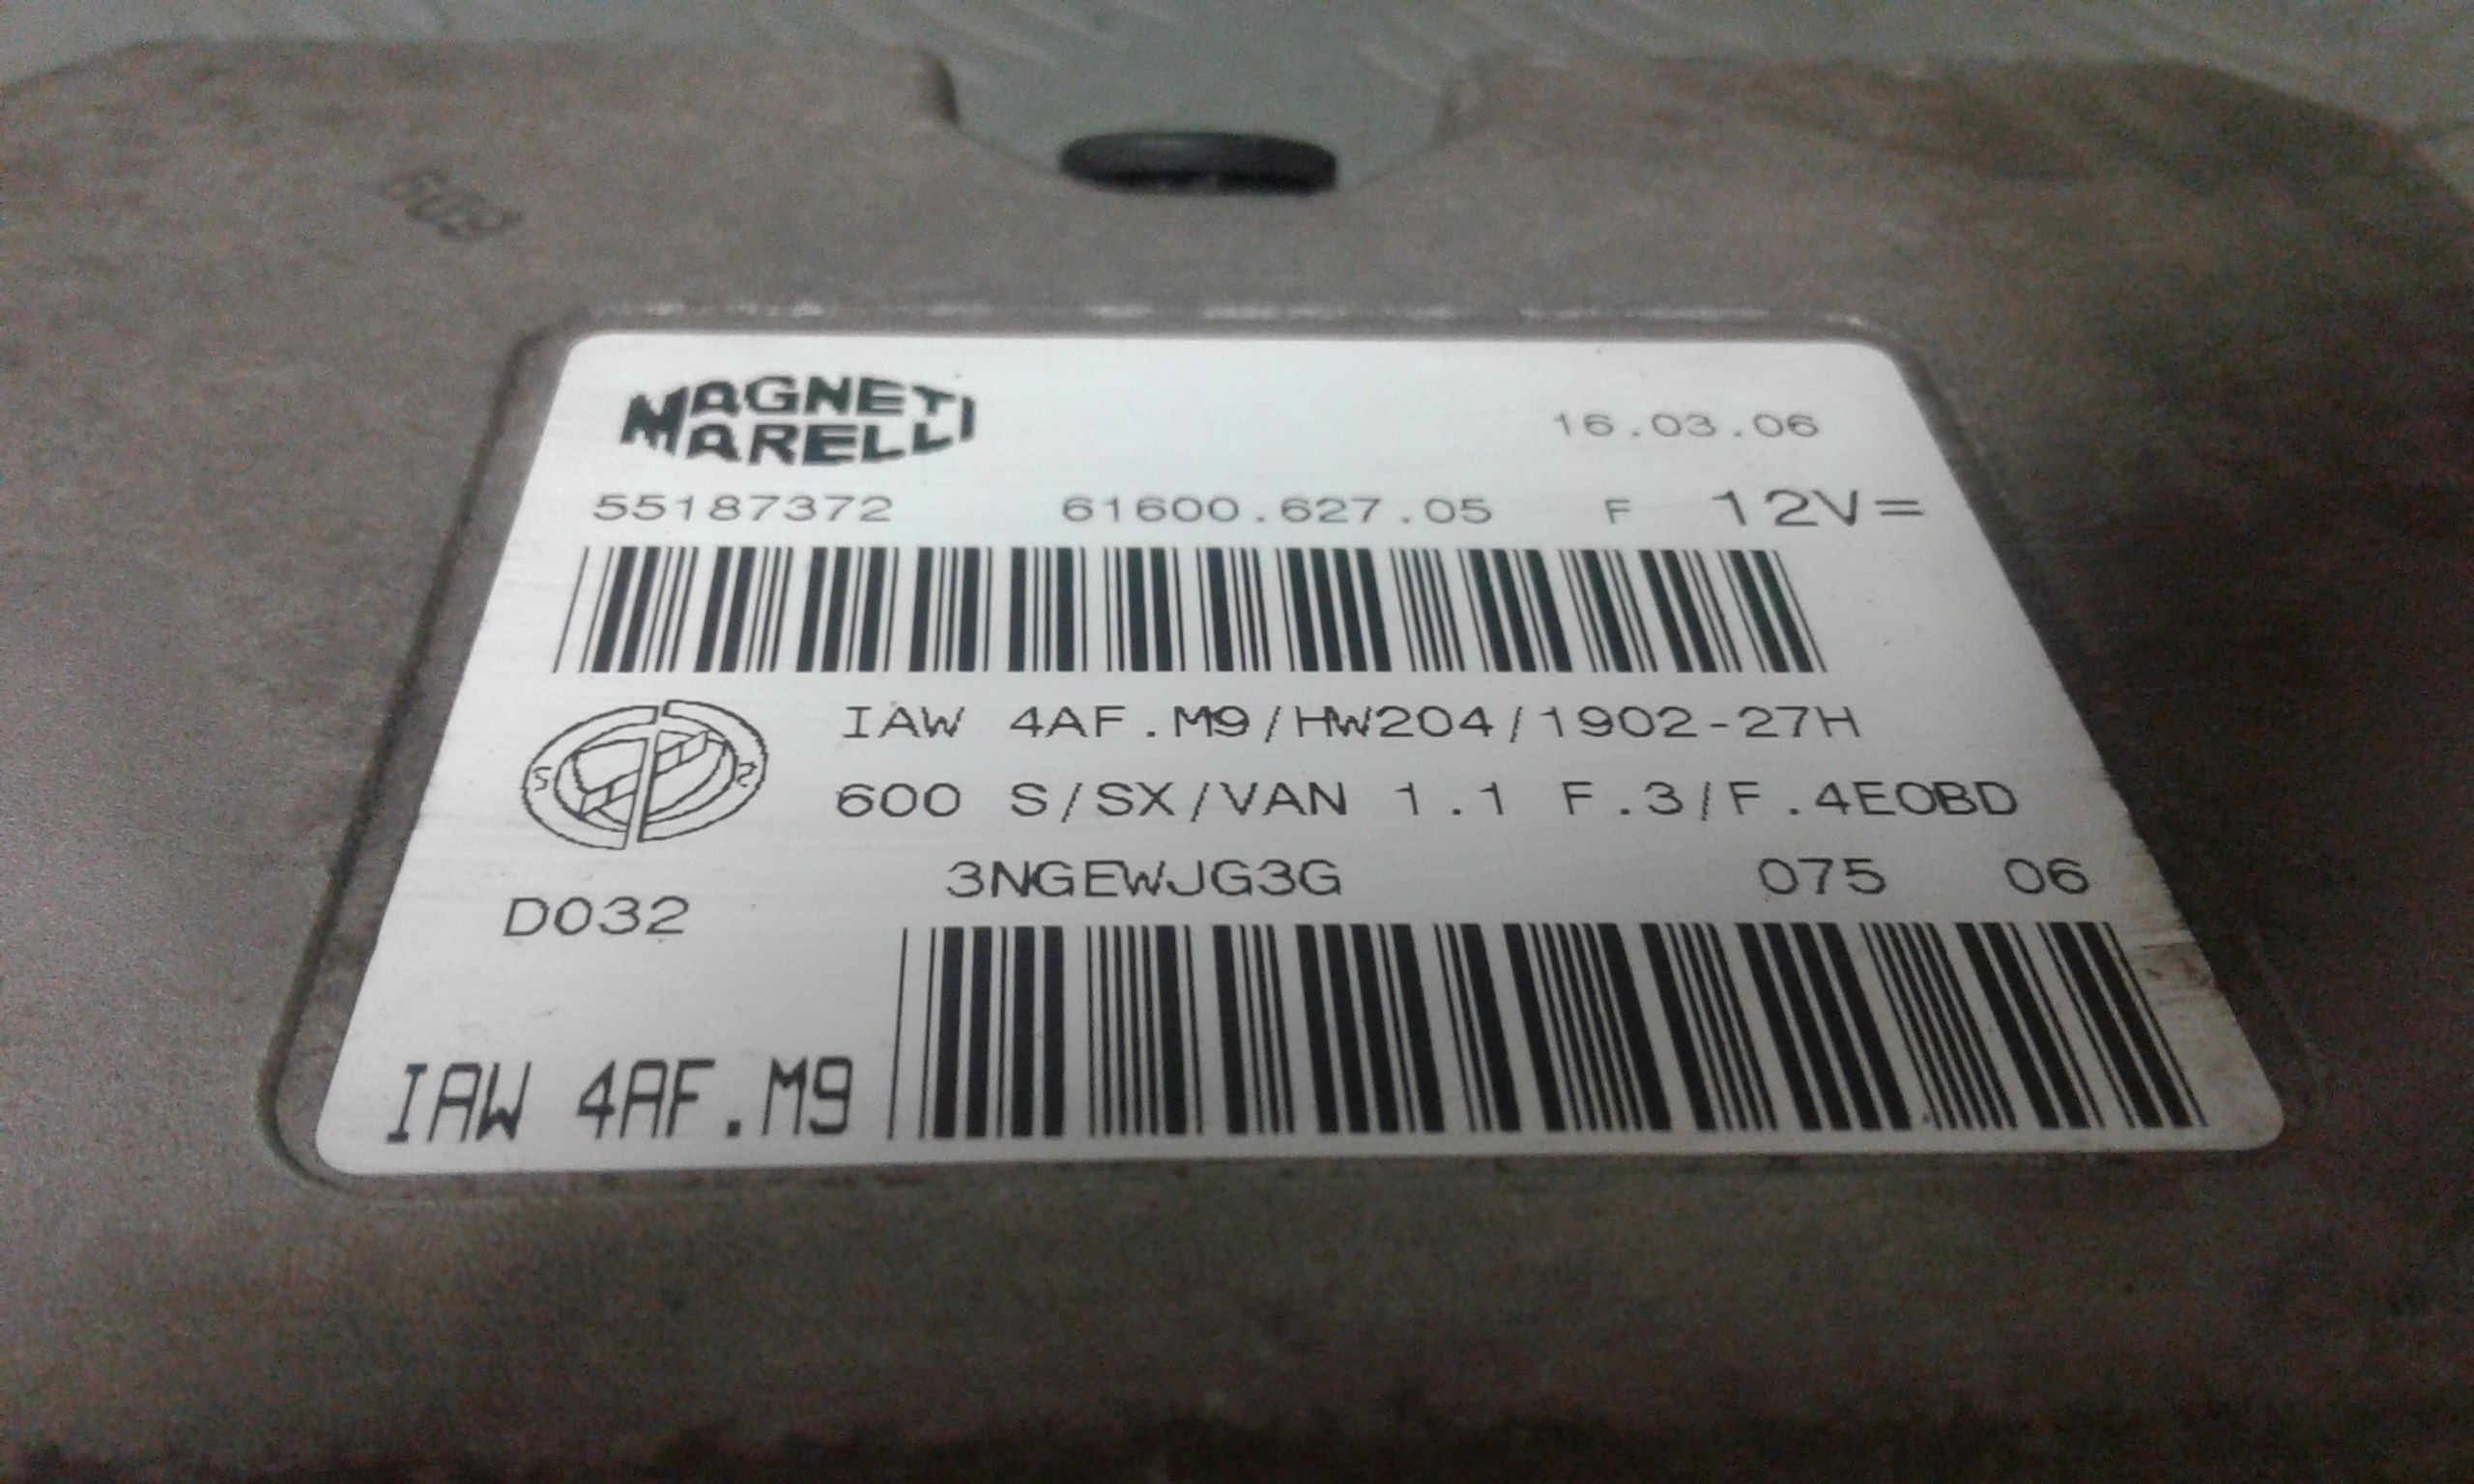 MAGNETI
MARELLI
16.03.06
55187372 61600.627.05 F 12V=
IAW 4AF.M9/HW204/1902-27H
600 S/SX/VAN 1.1 F.3/F.4EOBD
3NGEWJG3G 075 06
D032
IAW 4AF.M9